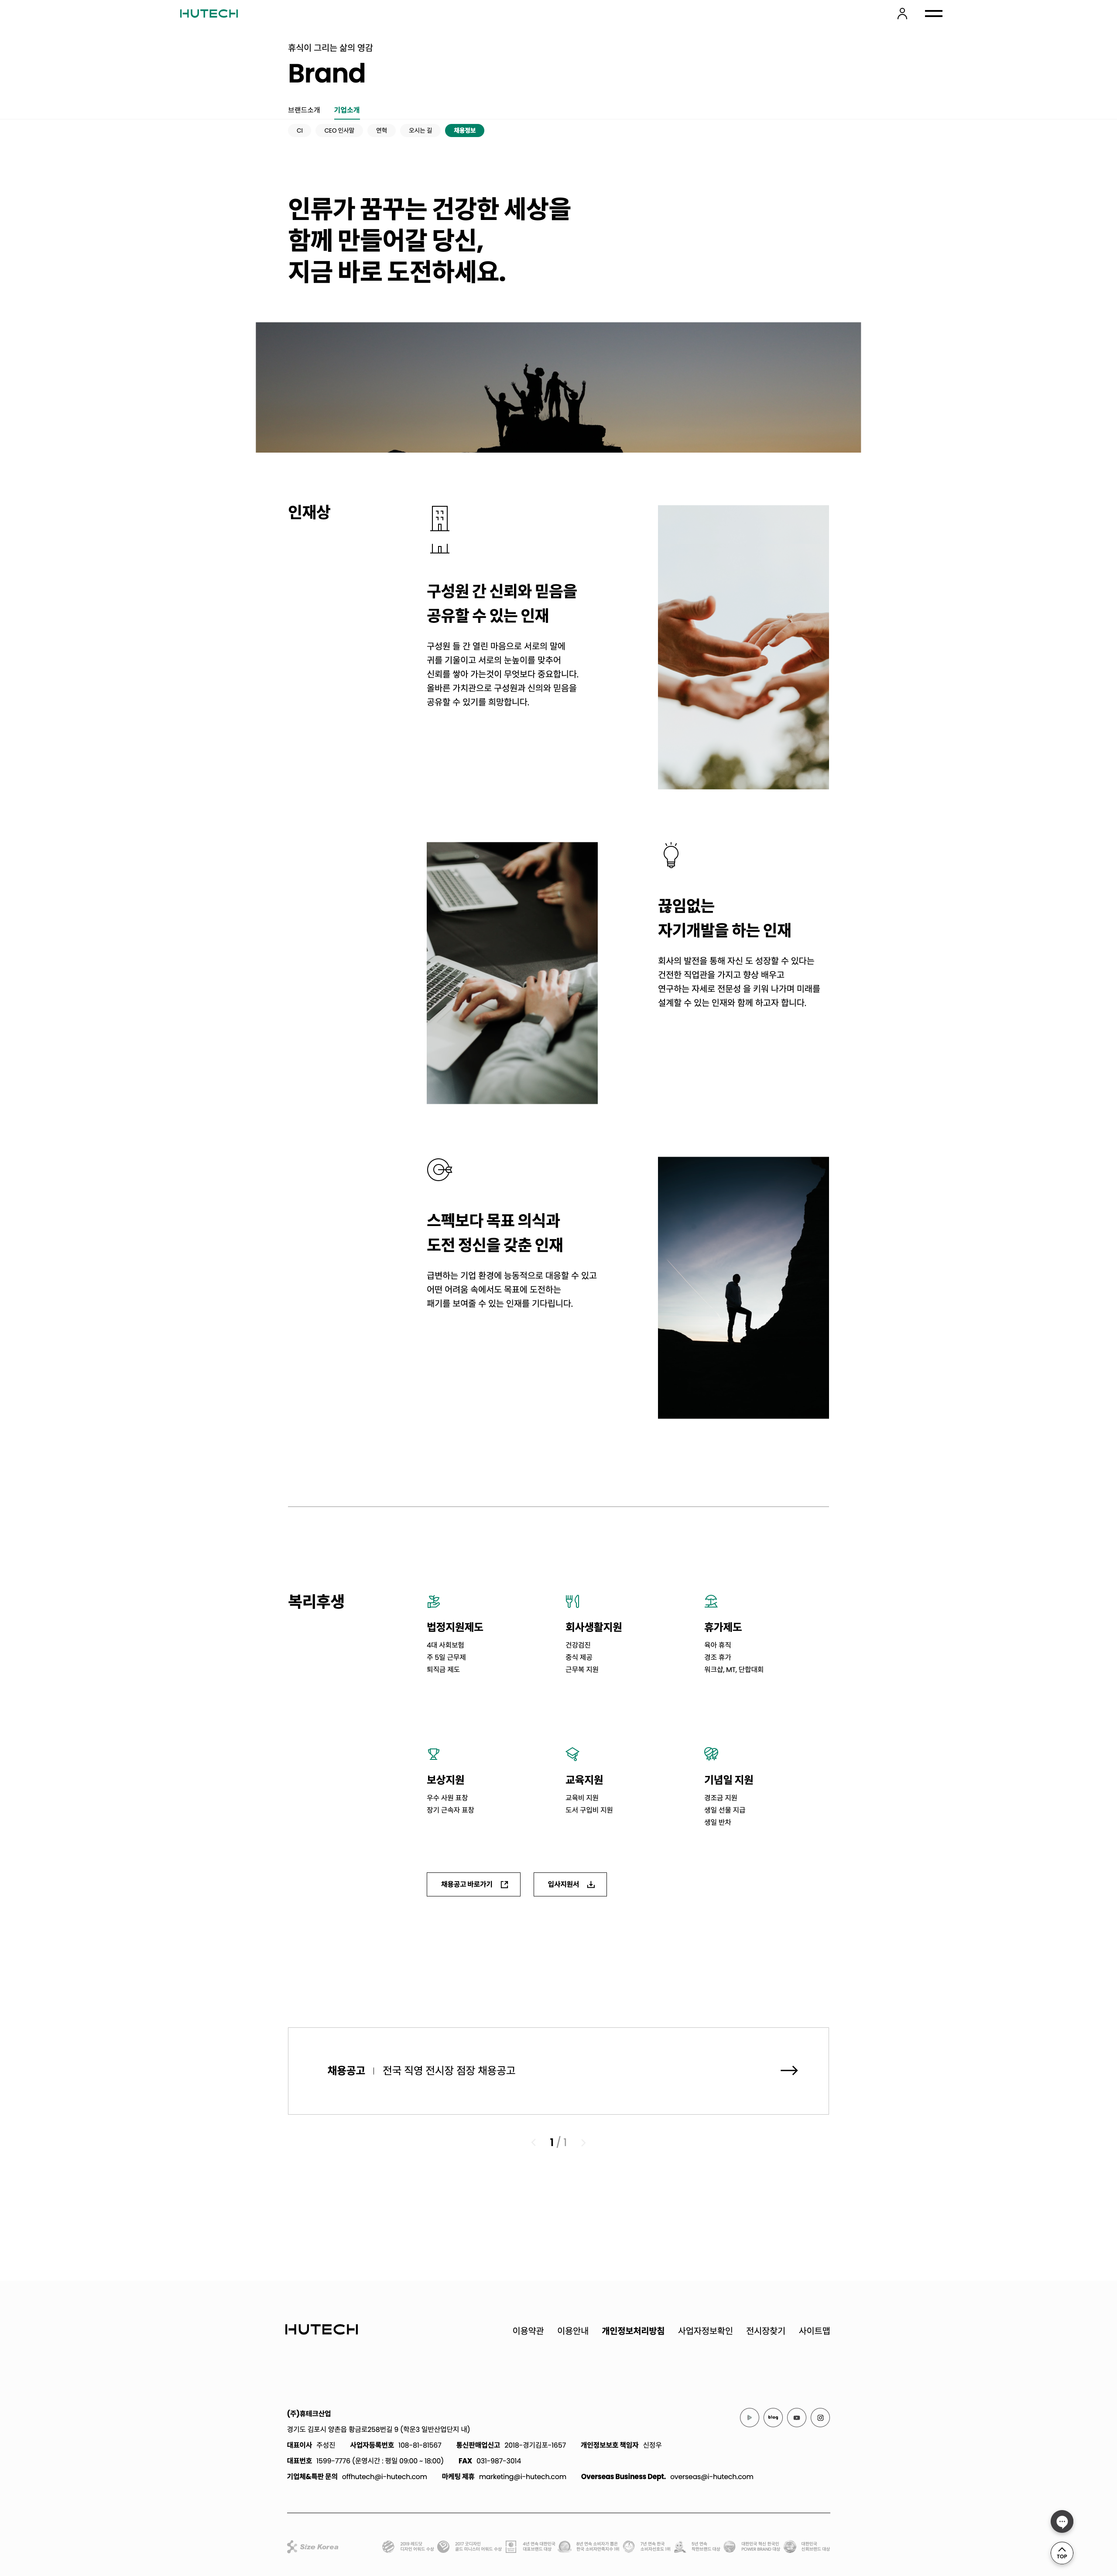 HUTECH
휴식이 그리는 삶의 영감
Brand
브랜드소개 기업소개
CI CEO 인사말 연혁 오시는 길 채용정보
인류가 꿈꾸는 건강한 세상을
함께 만들어갈 당신,
지금 바로 도전하세요.
인재상
구성원 간 신뢰와 믿음을
공유할 수 있는 인재
구성원 들 간 열린 마음으로 서로의 말에
귀를 기울이고 서로의 눈높이를 맞추어
신뢰를 쌓아 가는것이 무엇보다 중요합니다.
올바른 가치관으로 구성원과 신의와 믿음을
공유할 수 있기를 희망합니다.
끊임없는
자기개발을 하는 인재
회사의 발전을 통해 자신 도 성장할 수 있다는
건전한 직업관을 가지고 향상 배우고
연구하는 자세로 전문성 을 키워 나가며 미래를
설계할 수 있는 인재와 함께 하고자 합니다.
스펙보다 목표 의식과
도전 정신을 갖춘 인재
급변하는 기업 환경에 능동적으로 대응할 수 있고
어떤 어려움 속에서도 목표에 도전하는
패기를 보여줄 수 있는 인재를 기다립니다.
복리후생
법정지원제도
4대 사회보험
주 5일 근무제
퇴직금 제도
회사생활지원
건강검진
중식 제공
근무복 지원
휴가제도
육아 휴직
경조 휴가
워크샵, MT, 단합대회
보상지원
우수 사원 표창
장기 근속자 표창
교육지원
교육비 지원
도서 구입비 지원
기념일 지원
경조금 지원
생일 선물 지급
생일 반차
채용공고 바로가기 입사지원서
채용공고 | 전국 직영 전시장 점장 채용공고
1 / 1
HUTECH
이용약관 이용안내 개인정보처리방침 사업자정보확인 전시장찾기 사이트맵
(주)휴테크산업
경기도 김포시 양촌읍 황금로258번길 9 (학운3 일반산업단지 내)
대표이사 주성진 사업자등록번호 108-81-81567 통신판매업신고 2018-경기김포-1657 개인정보보호 책임자 신정우
대표번호 1599-7776 (운영시간 : 평일 09:00 ~ 18:00) FAX 031-987-3014
기업체&특판 문의 offhutech@i-hutech.com 마케팅 제휴 marketing@i-hutech.com Overseas Business Dept. overseas@i-hutech.com
blog
TOP
Size Korea